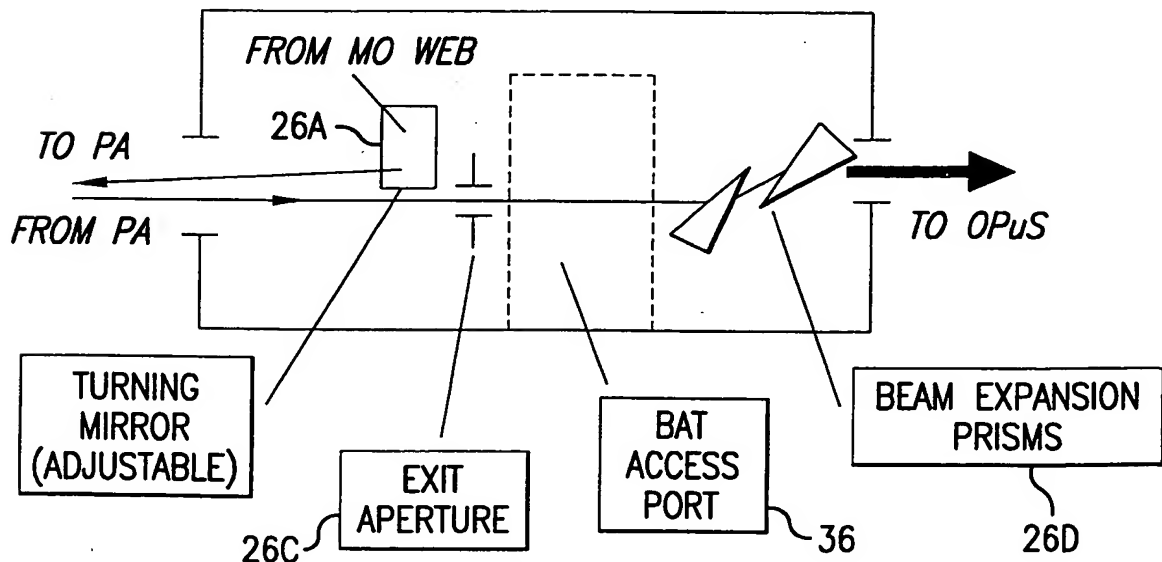 FROM MO WEB
26A
TO PA
FROM PA
TO OPuS
TURNING
MIRROR
(ADJUSTABLE)
EXIT
APERTURE
26C
BAT
ACCESS
PORT
36
BEAM EXPANSION
PRISMS
26D